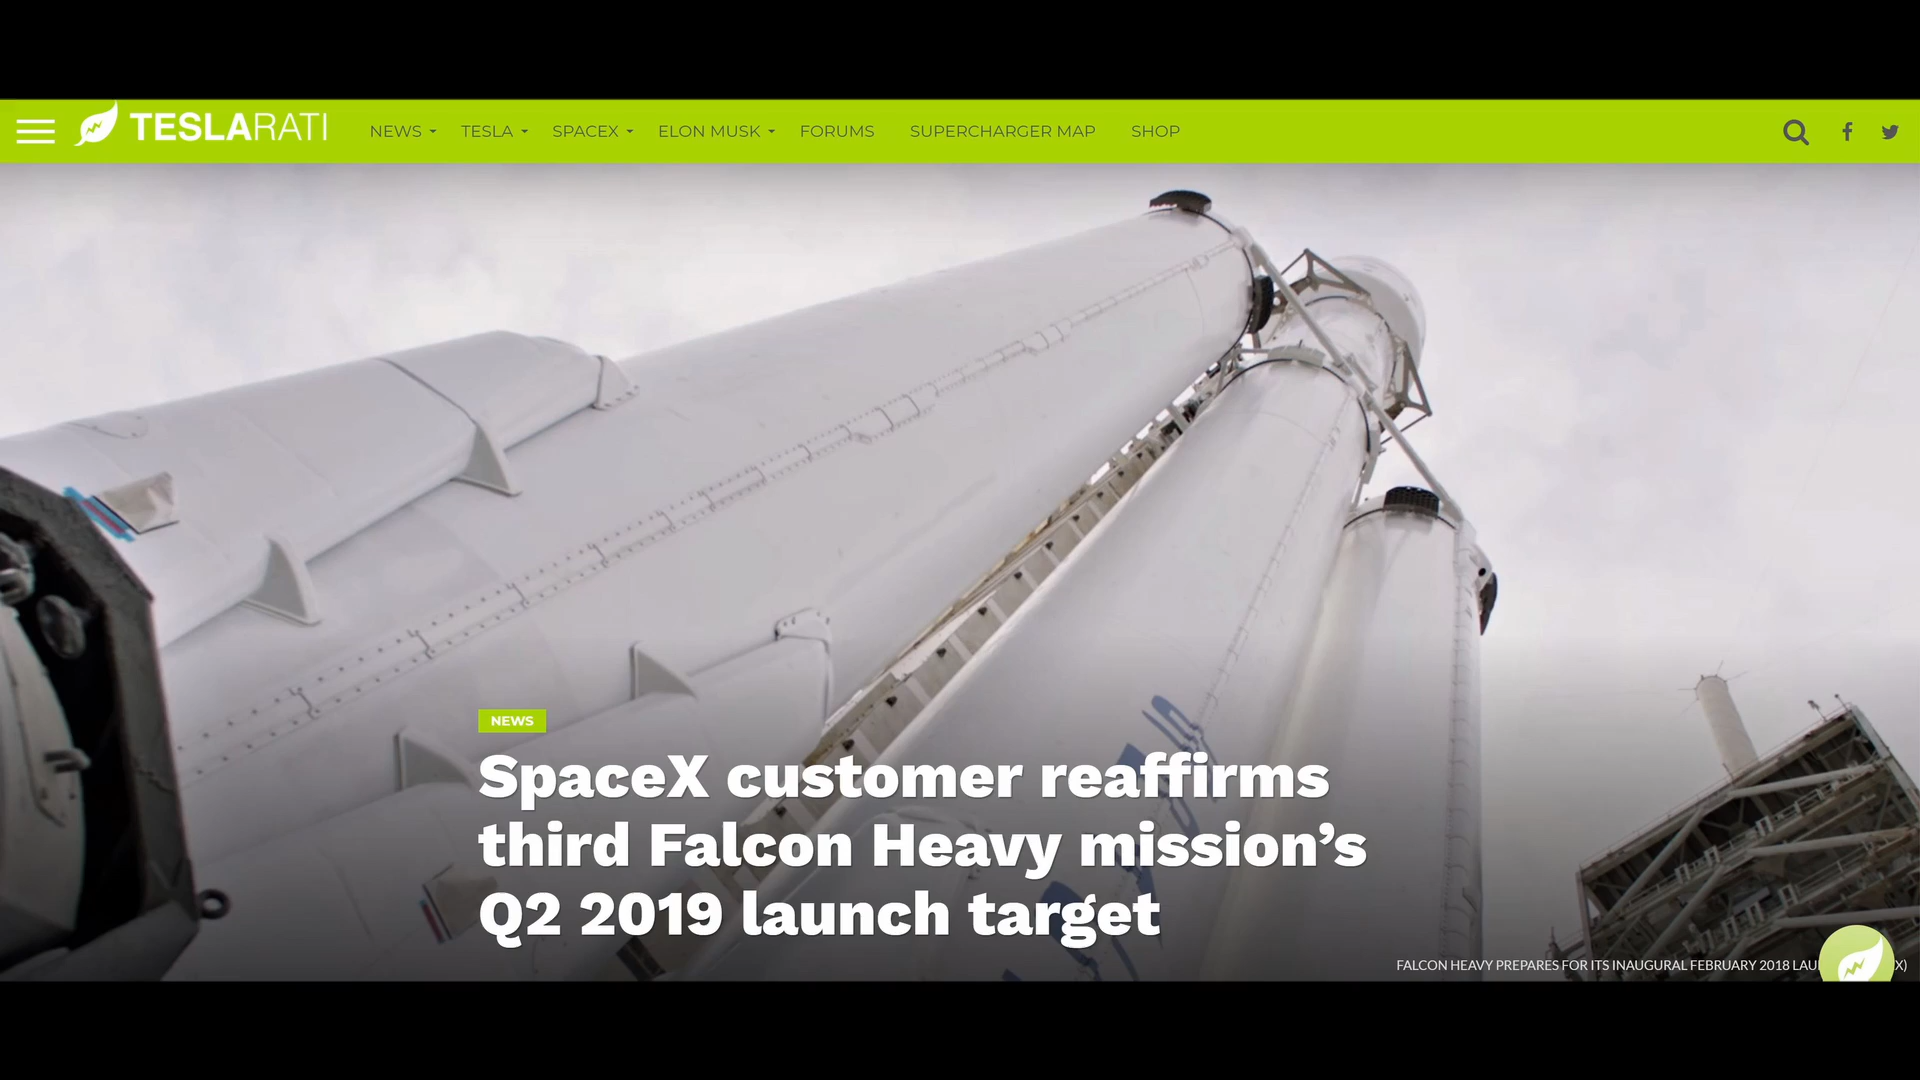 TESLARATI
NEWS
TESLA
SPACEX
ELON MUSK
FORUMS
SUPERCHARGER MAP
SHOP
NEWS
SpaceX customer reaffirms
third Falcon Heavy mission’s
Q2 2019 launch target
FALCON HEAVY PREPARES FOR ITS INAUGURAL FEBRUARY 2018